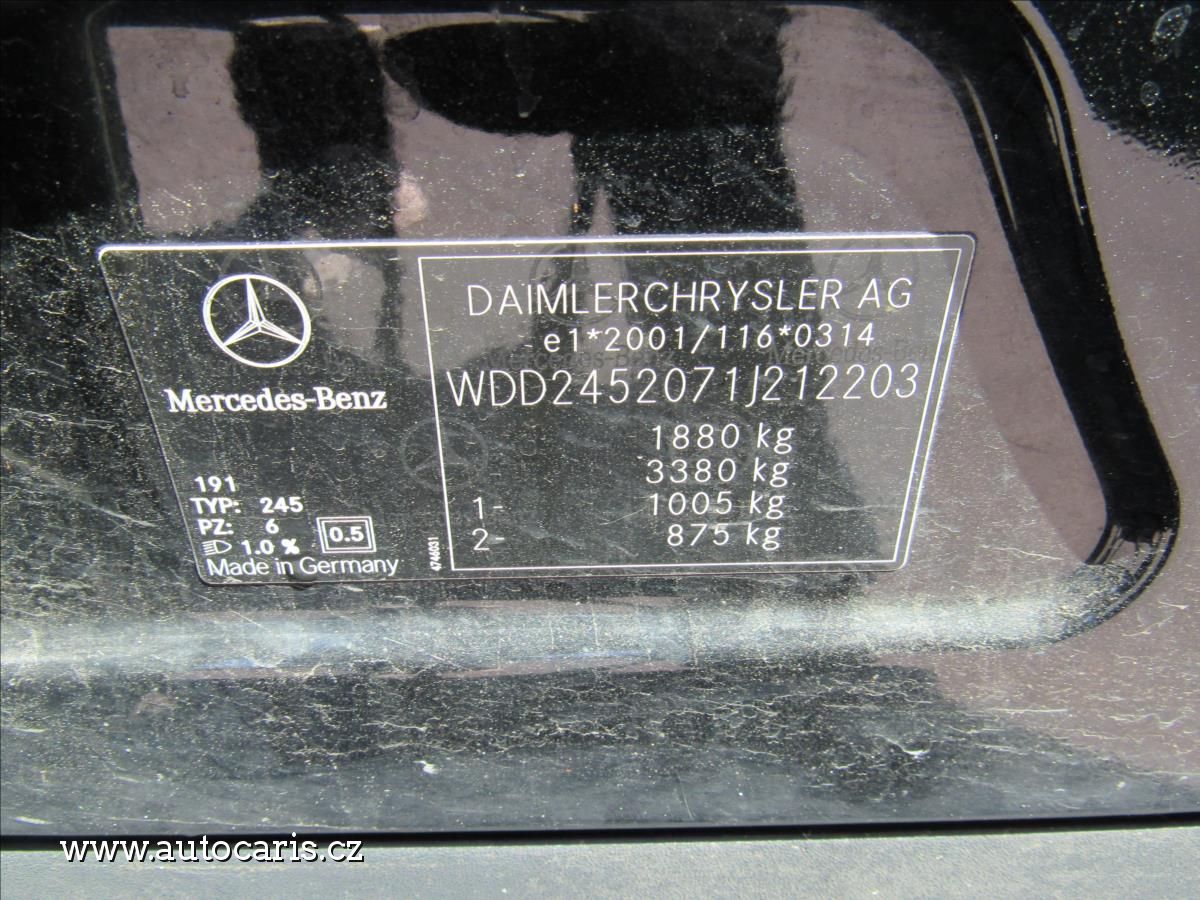 Mercedes-Benz
191
TYP: 245
PZ: 6
1.0 %
0.5
Made in Germany
4746031
DAIMLERCHRYSLER AG
e1*2001/116*0314
WDD2452071J212203
1880 kg
3380 kg
1- 1005 kg
2- 875 kg
www.autocaris.cz